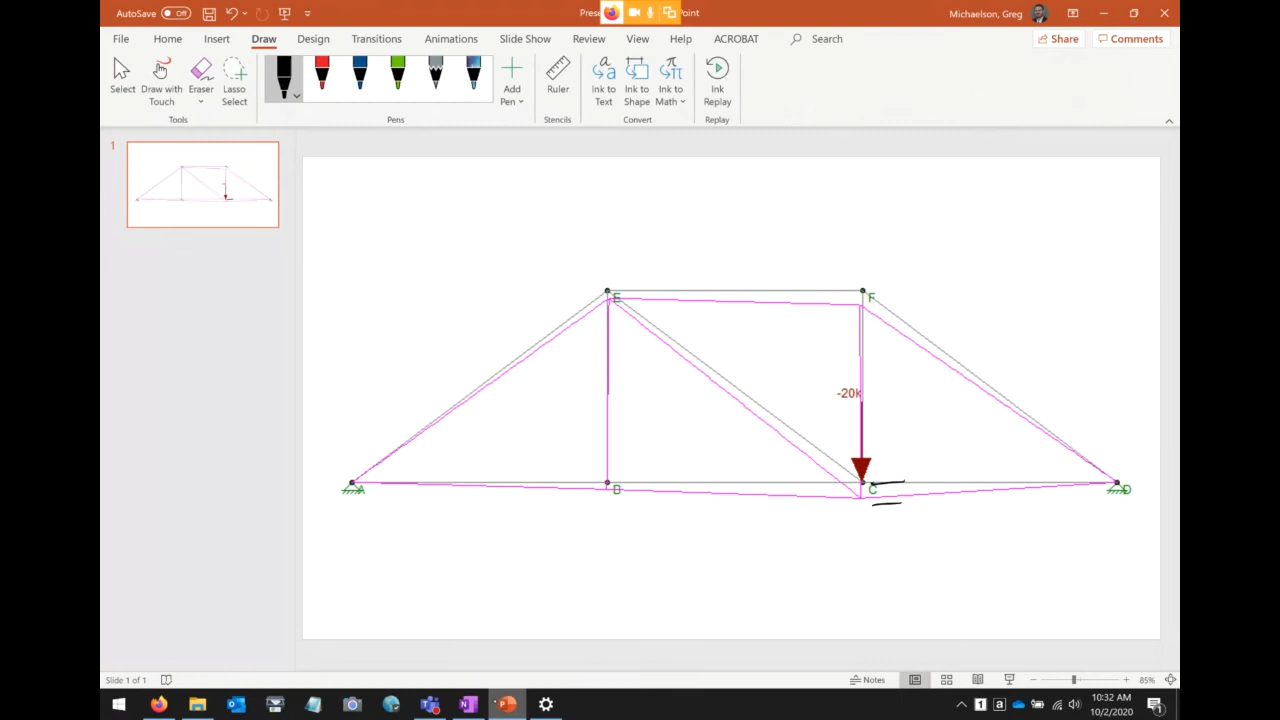 AutoSave Off Prese Point Michaelson, Greg
File Home Insert Draw Design Transitions Animations Slide Show Review View Help ACROBAT Search Share Comments
Select Draw with Touch Eraser Lasso Select Add Pen Ruler Ink to Text Ink to Shape Ink to Math Ink Replay
Tools Pens Stencils Convert Replay
1
E F
-20k
A B C D
Slide 1 of 1 Notes 85%
10:32 AM
10/2/2020